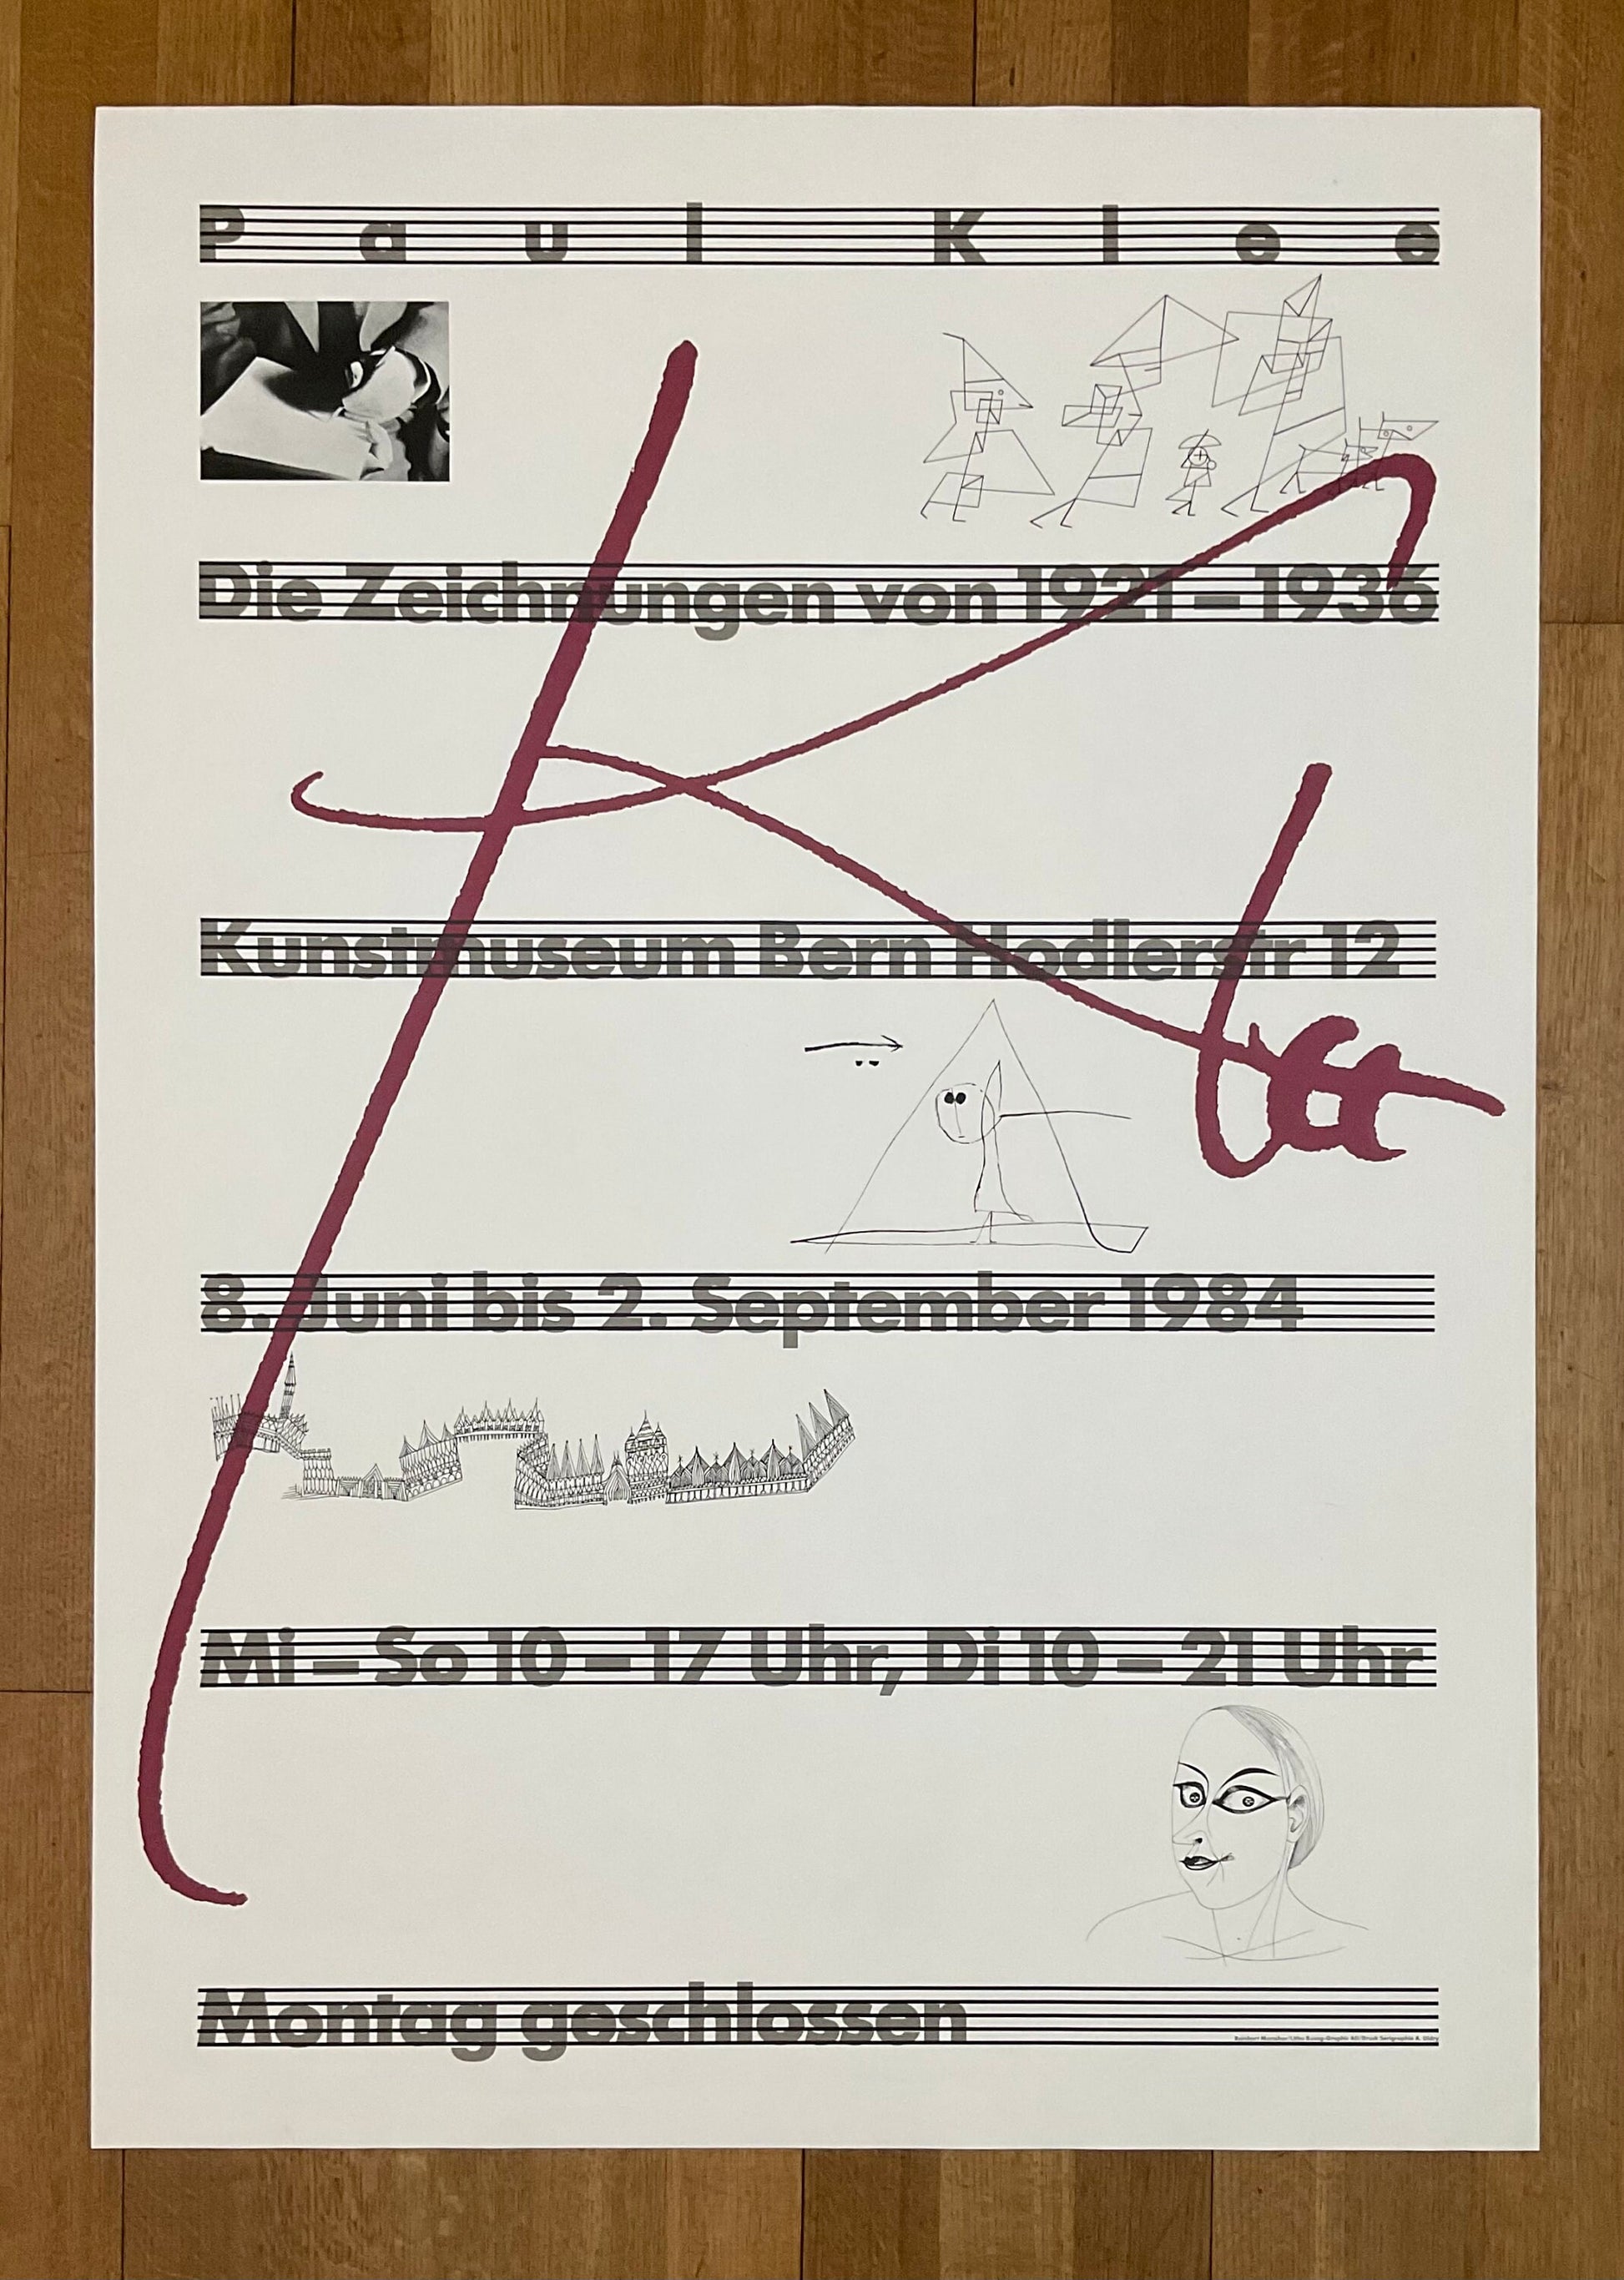 Paul Klee
Die Zeichnungen von 1921 – 1936
Klee
Kunstmuseum Bern Hodlerstr 12
8. Juni bis 2. September 1984
Mi – So 10 – 17 Uhr, Di 10 – 21 Uhr
Montag geschlossen